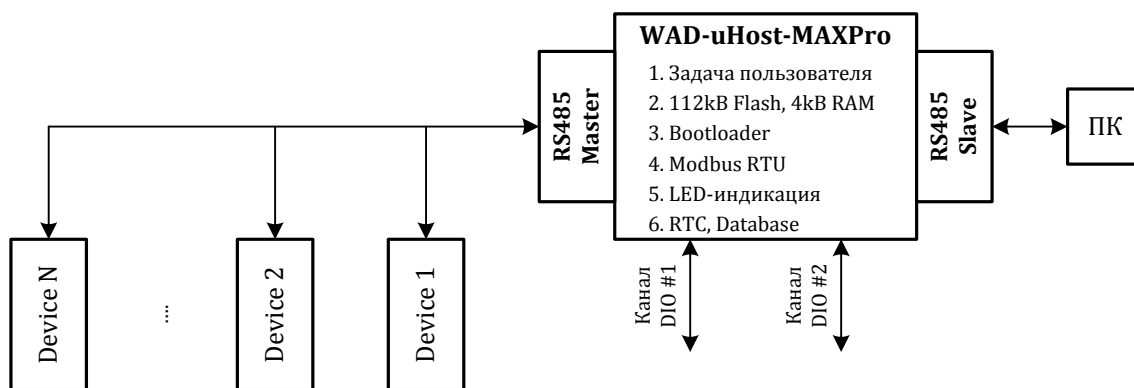 WAD-uHost-MAXPro
1. Задача пользователя
2. 112kB Flash, 4kB RAM
3. Bootloader
4. Modbus RTU
5. LED-индикация
6. RTC, Database
RS485
Master
RS485
Slave
ПК
Device N
....
Device 2
Device 1
Канал
DIO #1
Канал
DIO #2